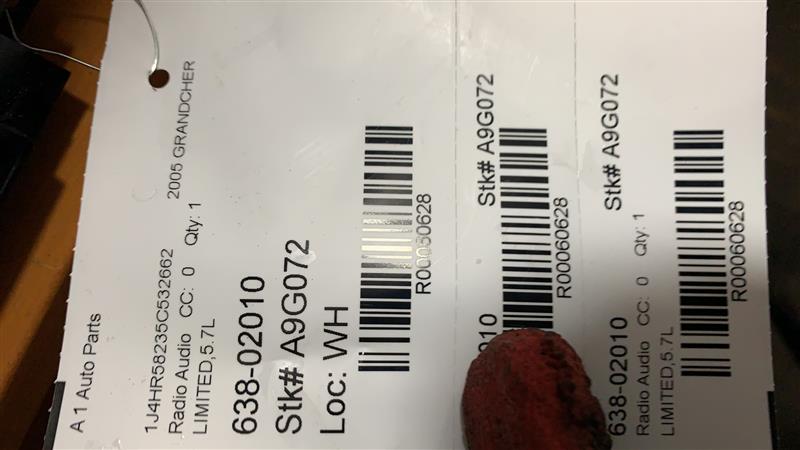 A 1 Auto Parts
1J4HR58235C532662 2005 GRANDCHER
Radio Audio CC: 0 Qty: 1
LIMITED,5.7L
638-02010
Stk# A9G072
Loc: WH
R00060628
010 Stk# A9G072
R00060628
638-02010 Stk# A9G072
Radio Audio CC: 0 Qty: 1
LIMITED,5.7L
R00060628